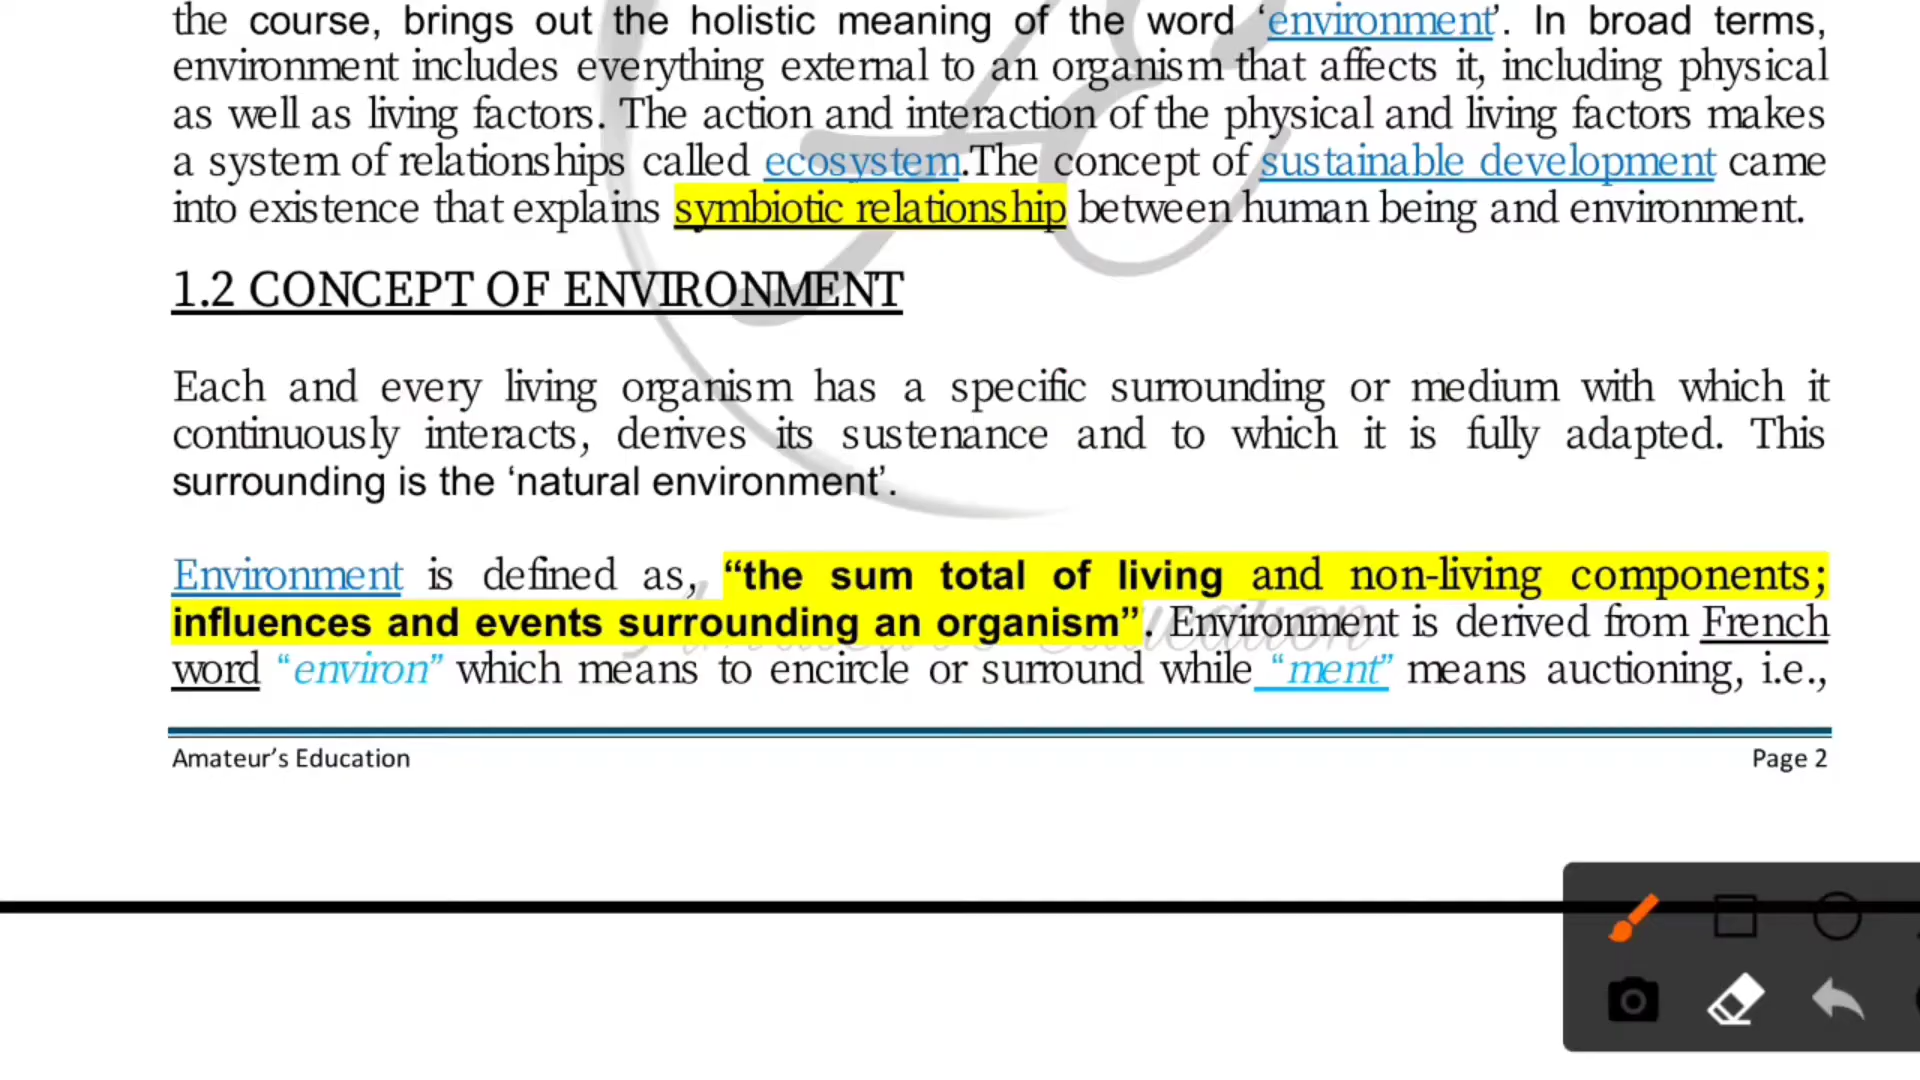 the course, brings out the holistic meaning of the word ‘environment’. In broad terms,
environment includes everything external to an organism that affects it, including physical
as well as living factors. The action and interaction of the physical and living factors makes
a system of relationships called ecosystem.The concept of sustainable development came
into existence that explains symbiotic relationship between human being and environment.
1.2 CONCEPT OF ENVIRONMENT
Each and every living organism has a specific surrounding or medium with which it
continuously interacts, derives its sustenance and to which it is fully adapted. This
surrounding is the ‘natural environment’.
Environment is defined as, “the sum total of living and non-living components;
influences and events surrounding an organism”. Environment is derived from French
word “environ” which means to encircle or surround while “ment” means auctioning, i.e.,
Amateur’s Education
Page 2